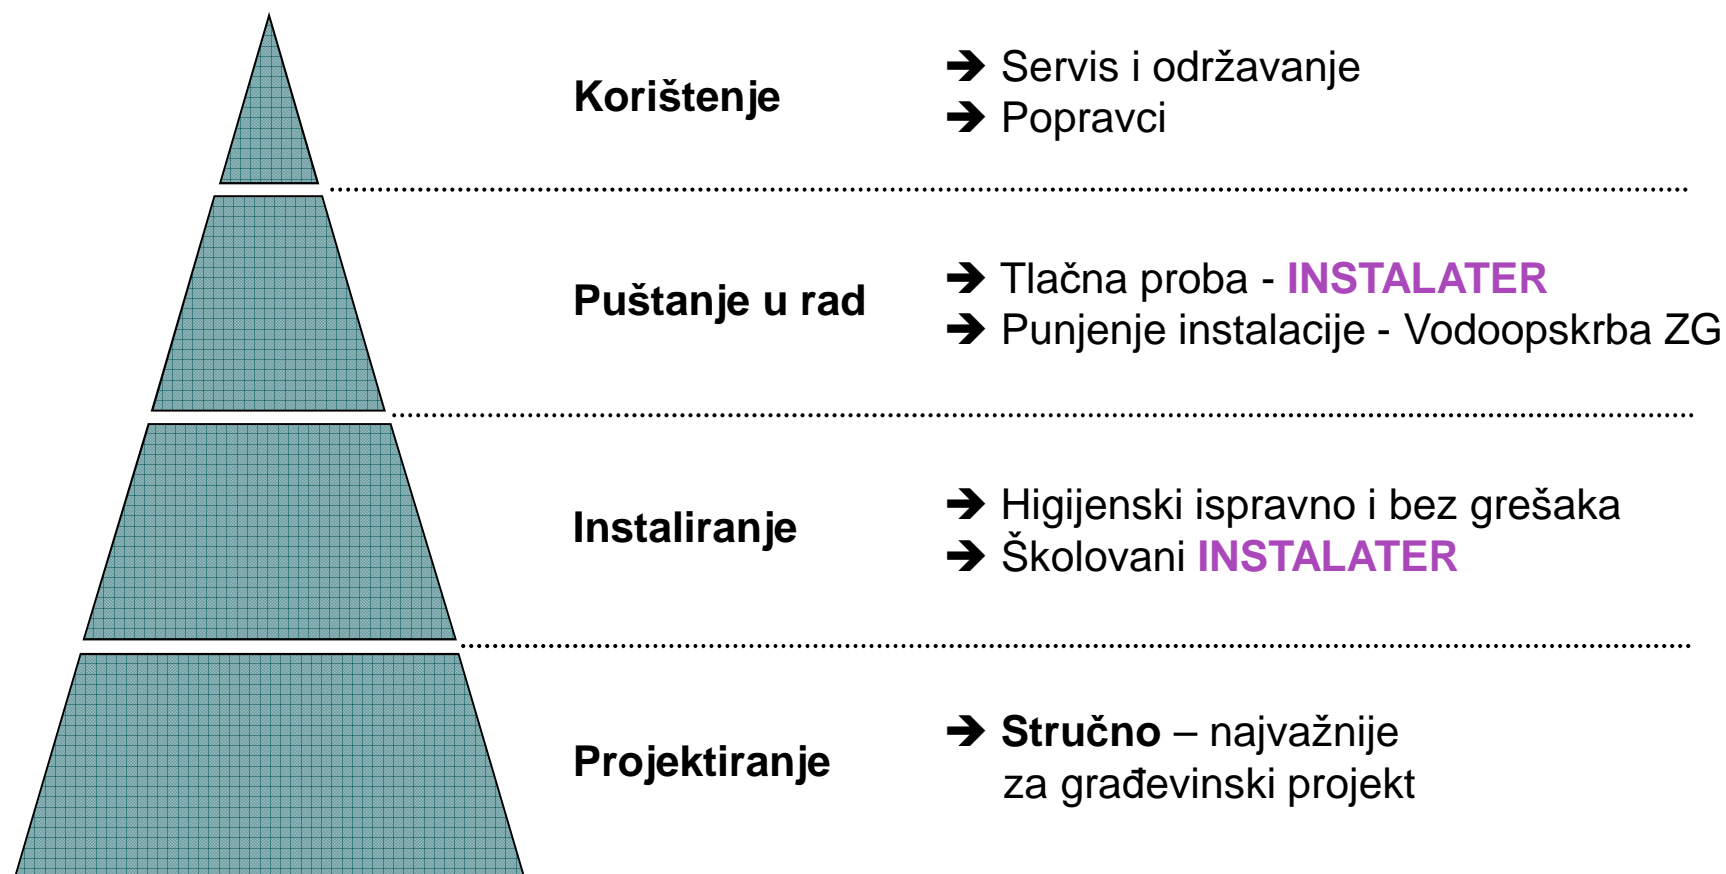 Korištenje
➔ Servis i održavanje
➔ Popravci
Puštanje u rad
➔ Tlačna proba - INSTALATER
➔ Punjenje instalacije - Vodoopskrba ZG
Instaliranje
➔ Higijenski ispravno i bez grešaka
➔ Školovani INSTALATER
Projektiranje
➔ Stručno – najvažnije
za građevinski projekt